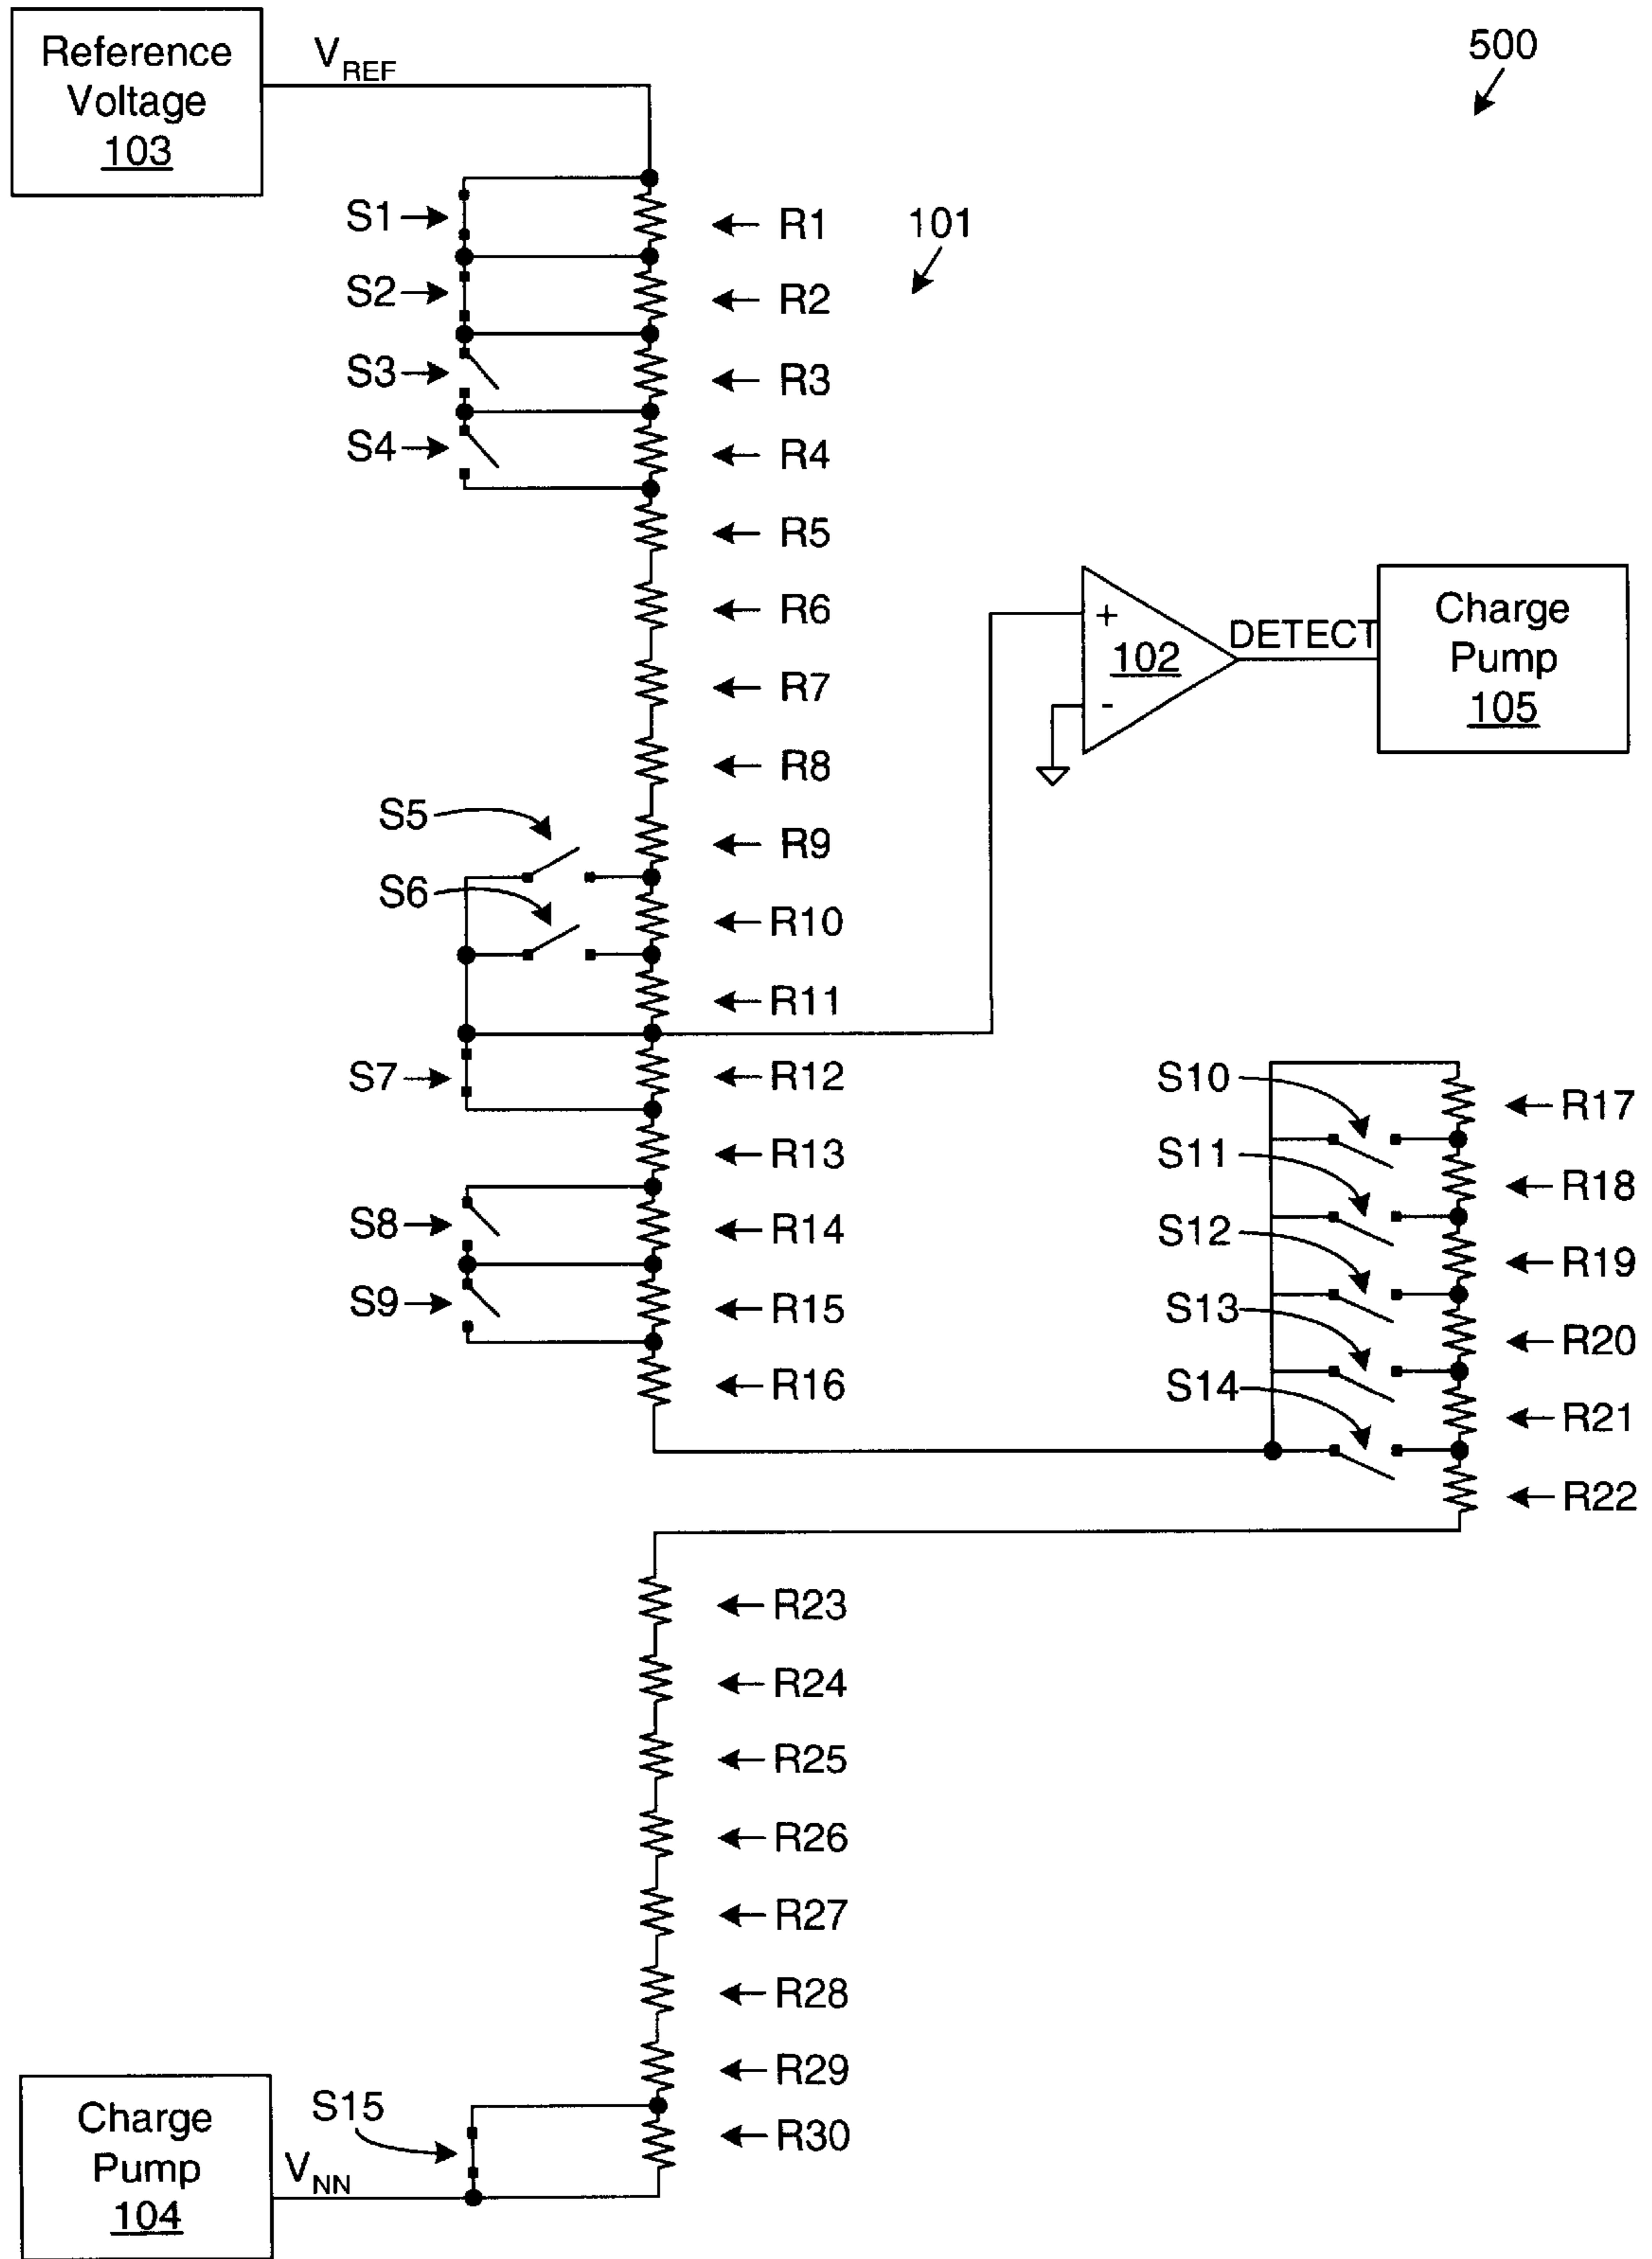 Reference
Voltage
103
VREF
500
S1
R1
101
S2
R2
S3
R3
S4
R4
R5
R6
R7
R8
+
102
-
DETECT
Charge
Pump
105
S5
R9
S6
R10
R11
S7
R12
R13
S8
R14
S9
R15
R16
S10
R17
S11
R18
S12
R19
S13
R20
S14
R21
R22
R23
R24
R25
R26
R27
R28
R29
S15
R30
Charge
Pump
104
VNN